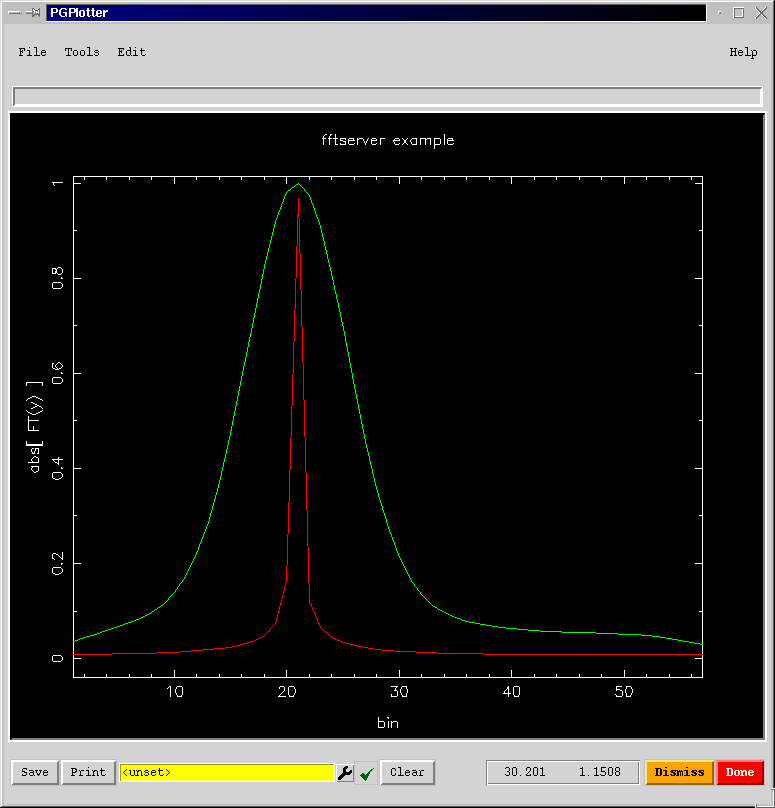 PGPlotter
File Tools Edit Help
fftserver example
1
0.8
0.6
0.4
0.2
0
abs[ FT(y) ]
10 20 30 40 50
bin
Save Print <unset> Clear 30.201 1.1508 Dismiss Done